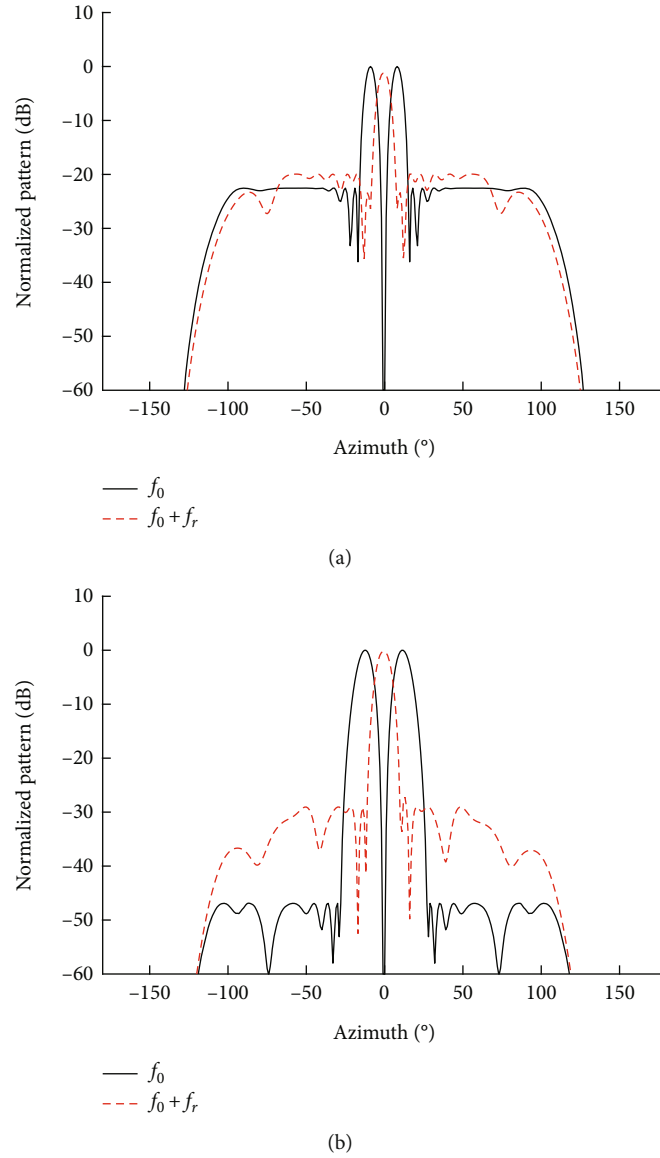 10
0
–10
–20
–30
–40
–50
–60
Normalized pattern (dB)
–150 –100 –50 0 50 100 150
Azimuth (°)
f0
f0 + fr
(a)
10
0
–10
–20
–30
–40
–50
–60
Normalized pattern (dB)
–150 –100 –50 0 50 100 150
Azimuth (°)
f0
f0 + fr
(b)